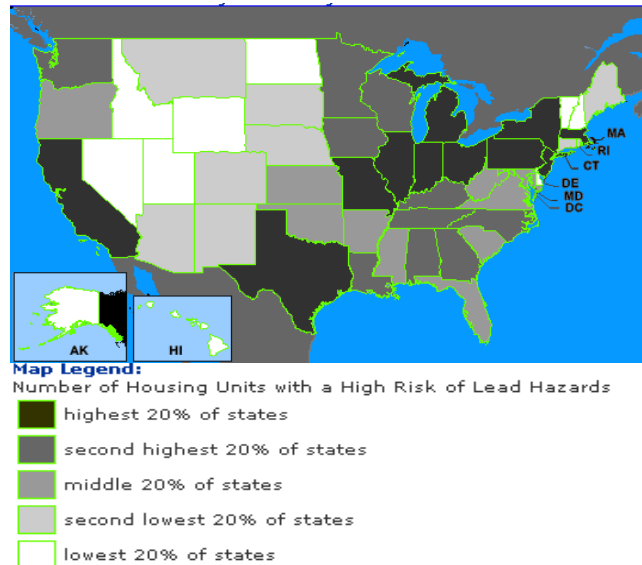 MA
RI
CT
DE
MD
DC
AK
HI
Map Legend:
Number of Housing Units with a High Risk of Lead Hazards
highest 20% of states
second highest 20% of states
middle 20% of states
second lowest 20% of states
lowest 20% of states